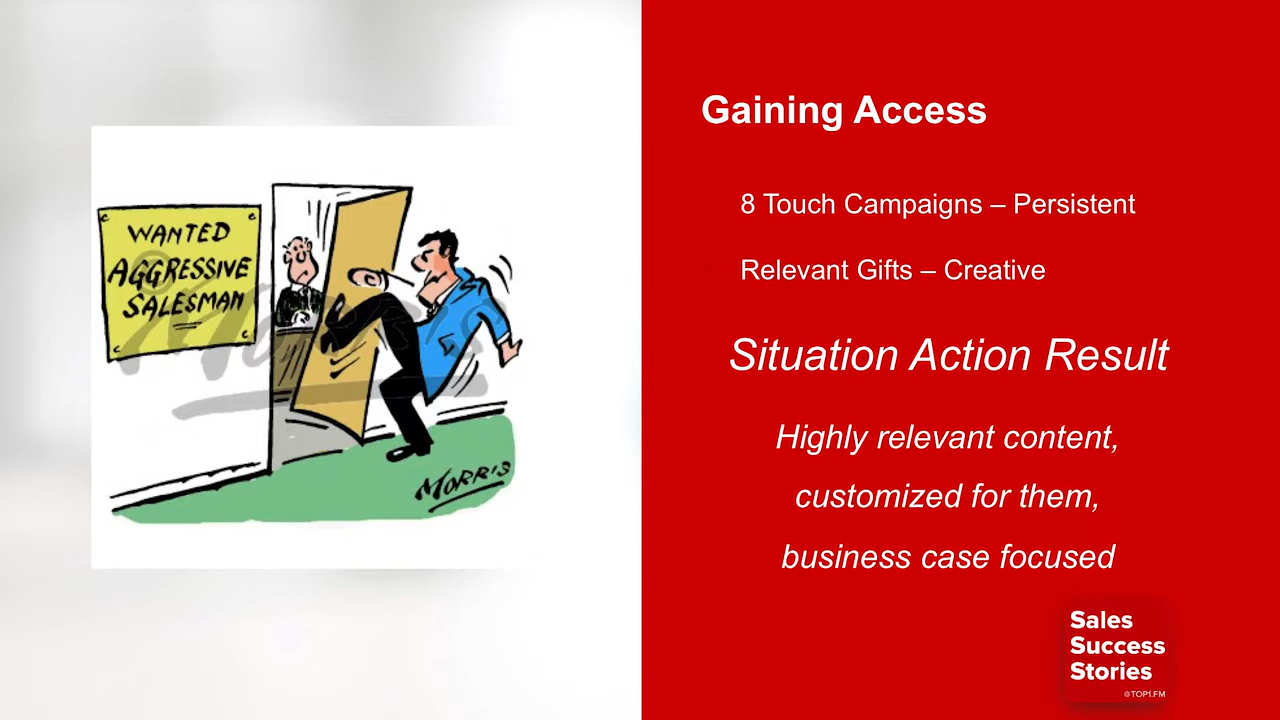 WANTED
AGGRESSIVE
SALESMAN
Morris
MORRIS
Gaining Access
8 Touch Campaigns – Persistent
Relevant Gifts – Creative
Situation Action Result
Highly relevant content,
customized for them,
business case focused
Sales
Success
Stories
@TOP1.FM